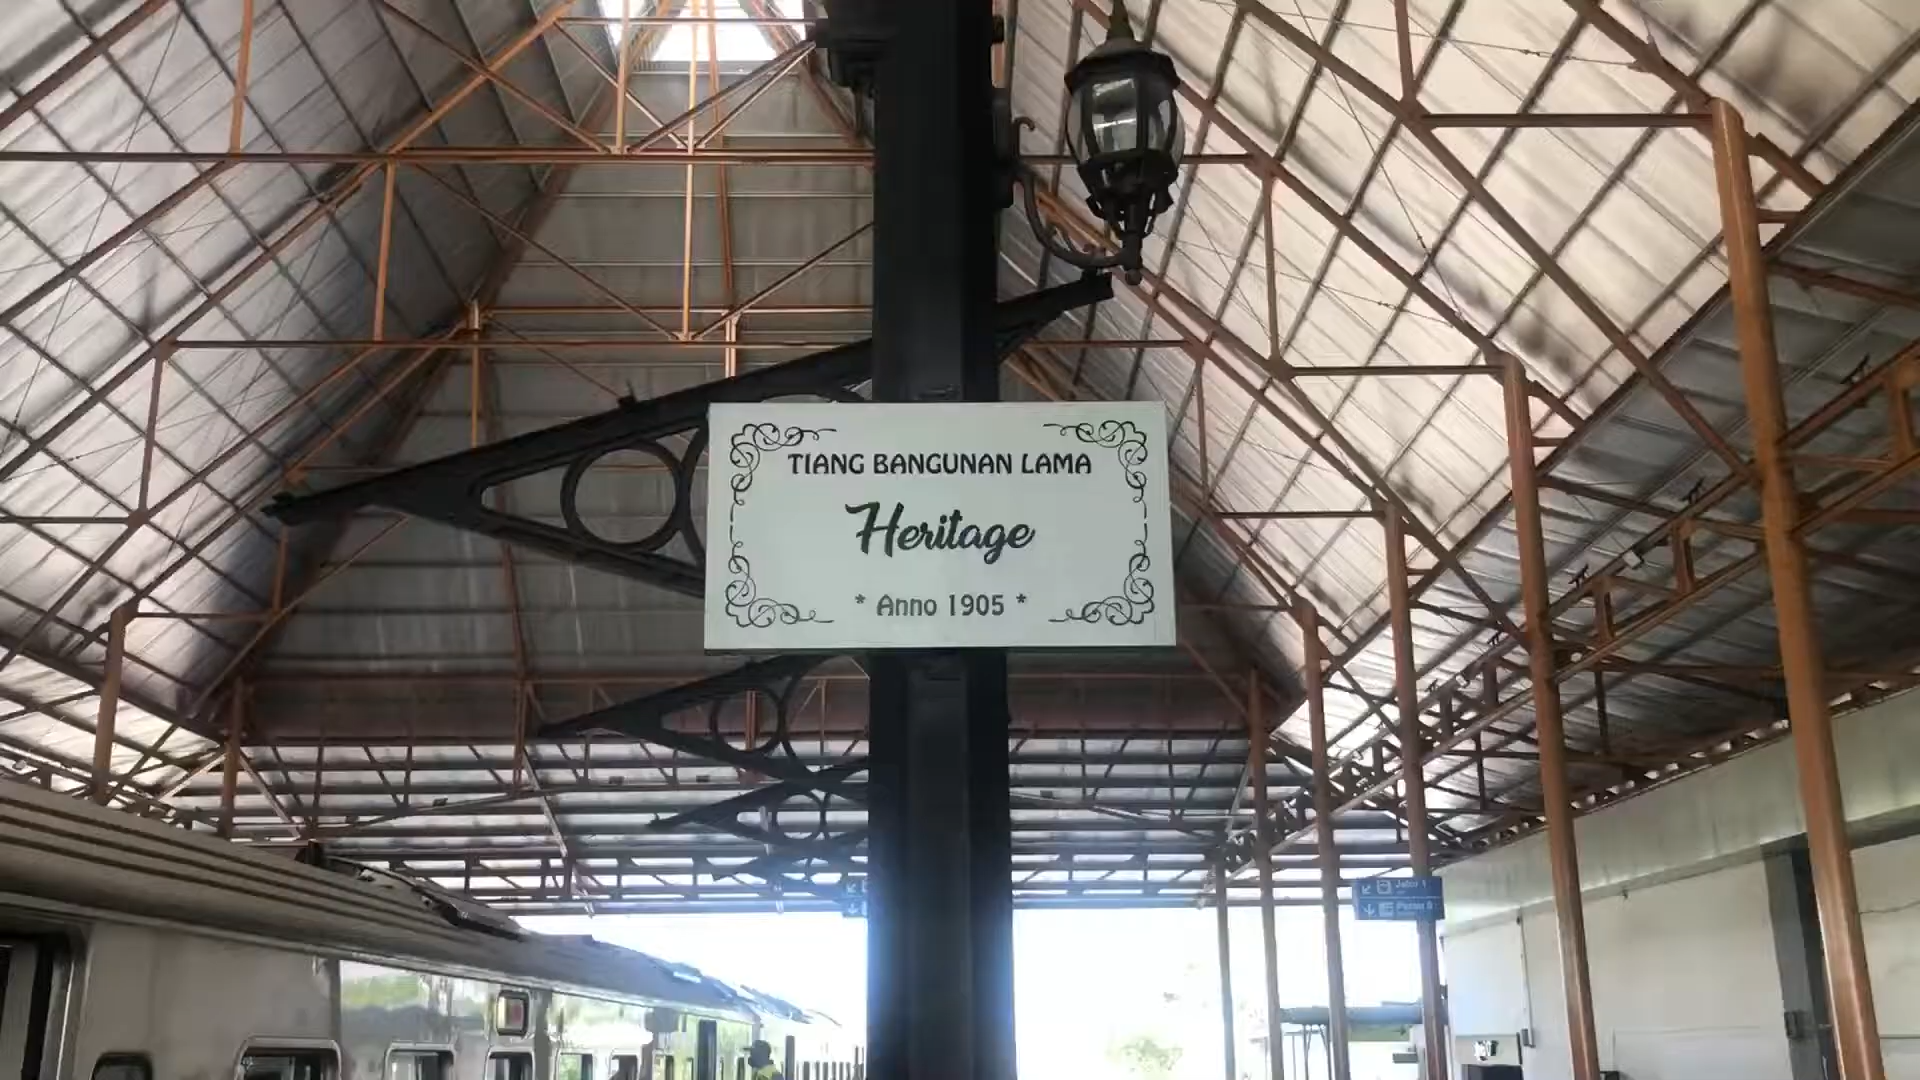 TIANG BANGUNAN LAMA
Heritage
* Anno 1905 *
Jalur 1